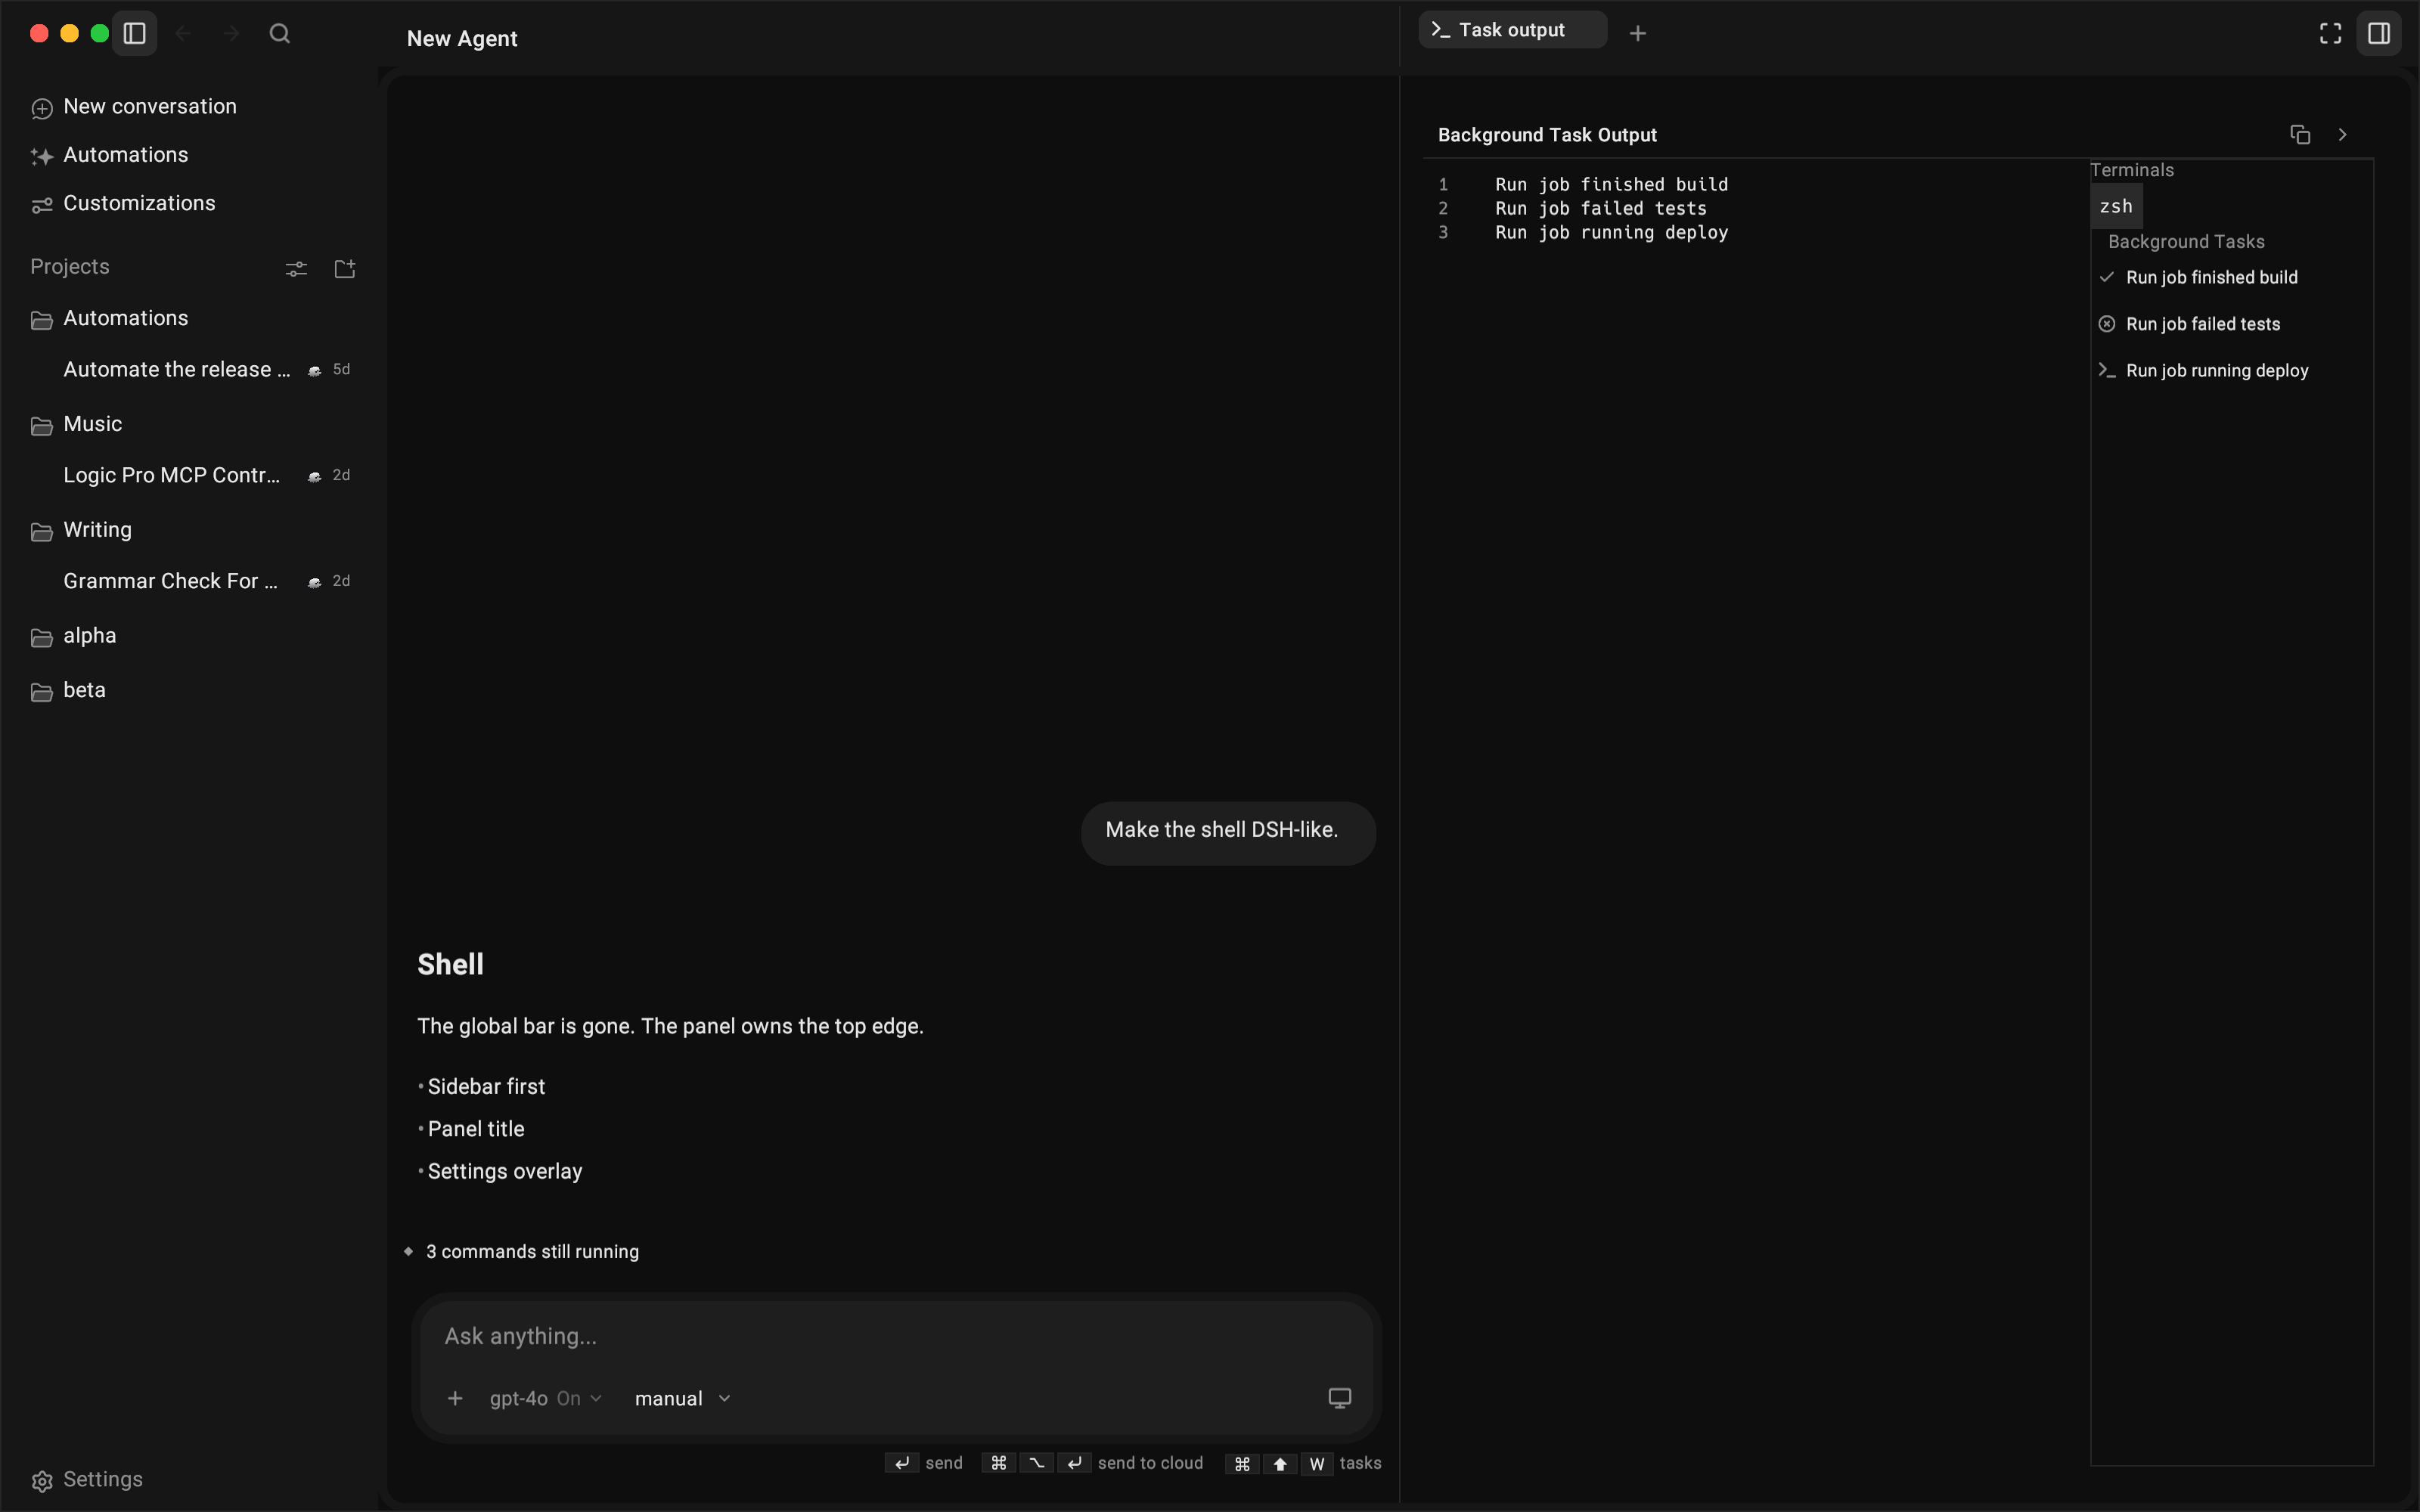 New Agent
Task output
New conversation
Automations
Customizations
Projects
Automations
Automate the release ... 5d
Music
Logic Pro MCP Contr... 2d
Writing
Grammar Check For ... 2d
alpha
beta
Settings
Make the shell DSH-like.
Shell
The global bar is gone. The panel owns the top edge.
• Sidebar first
• Panel title
• Settings overlay
3 commands still running
Ask anything...
gpt-4o On
manual
send
send to cloud
W tasks
Background Task Output
1 Run job finished build
2 Run job failed tests
3 Run job running deploy
Terminals
zsh
Background Tasks
Run job finished build
Run job failed tests
Run job running deploy